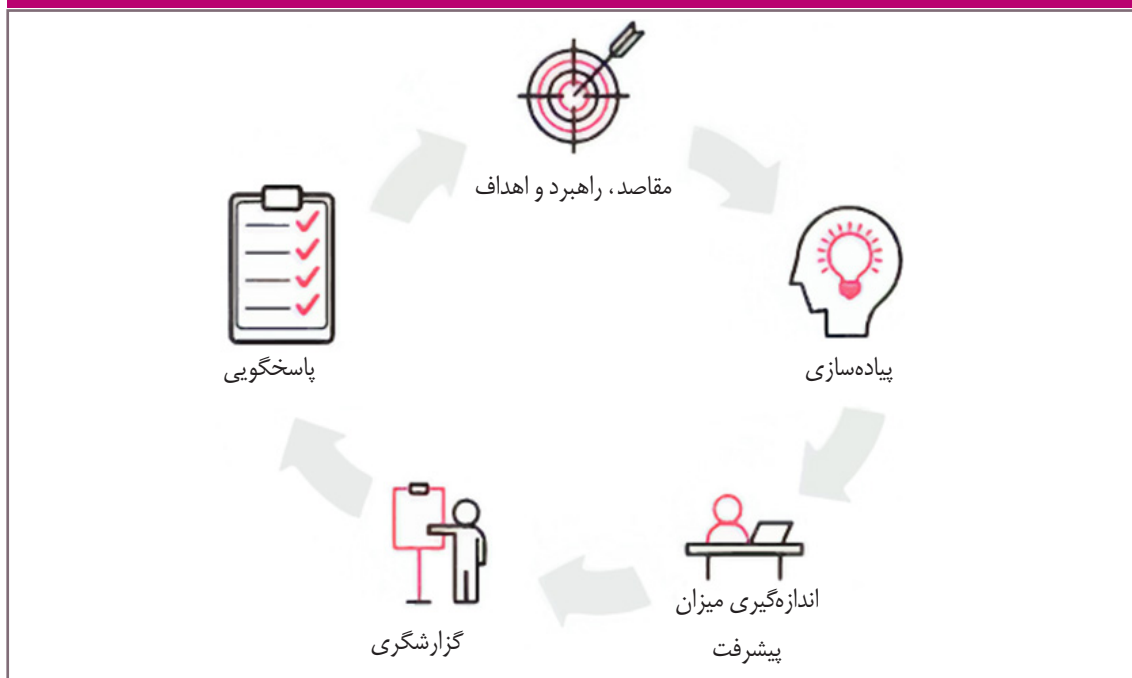 مقاصد، راهبرد و اهداف
پیاده‌سازی
اندازه‌گیری میزان
پیشرفت
گزارشگری
پاسخگویی